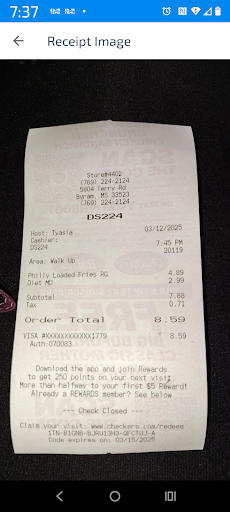 7:37
Receipt Image
Store#4402
(769) 224-2124
5804 Terry Rd
Byram, MS 33523
(769) 224-2124
DS224
Host: Tyasia 03/12/2025
Cashier: 7:45 PM
DS224 20119
Area: Walk Up
Philly Loaded Fries RG 4.89
Diet MD 2.99
Subtotal 7.88
Tax 0.71
Order Total 8.59
VISA #XXXXXXXXXXXX1779 8.59
Auth:070083
Download the app and join Rewards
to get 250 points on your next visit.
More than halfway to your first $5 Reward!
Already a REWARDS member? See below
--- Check Closed ---
Claim your visit: www.checkers.com/redeem
Code expires on: 03/15/2025